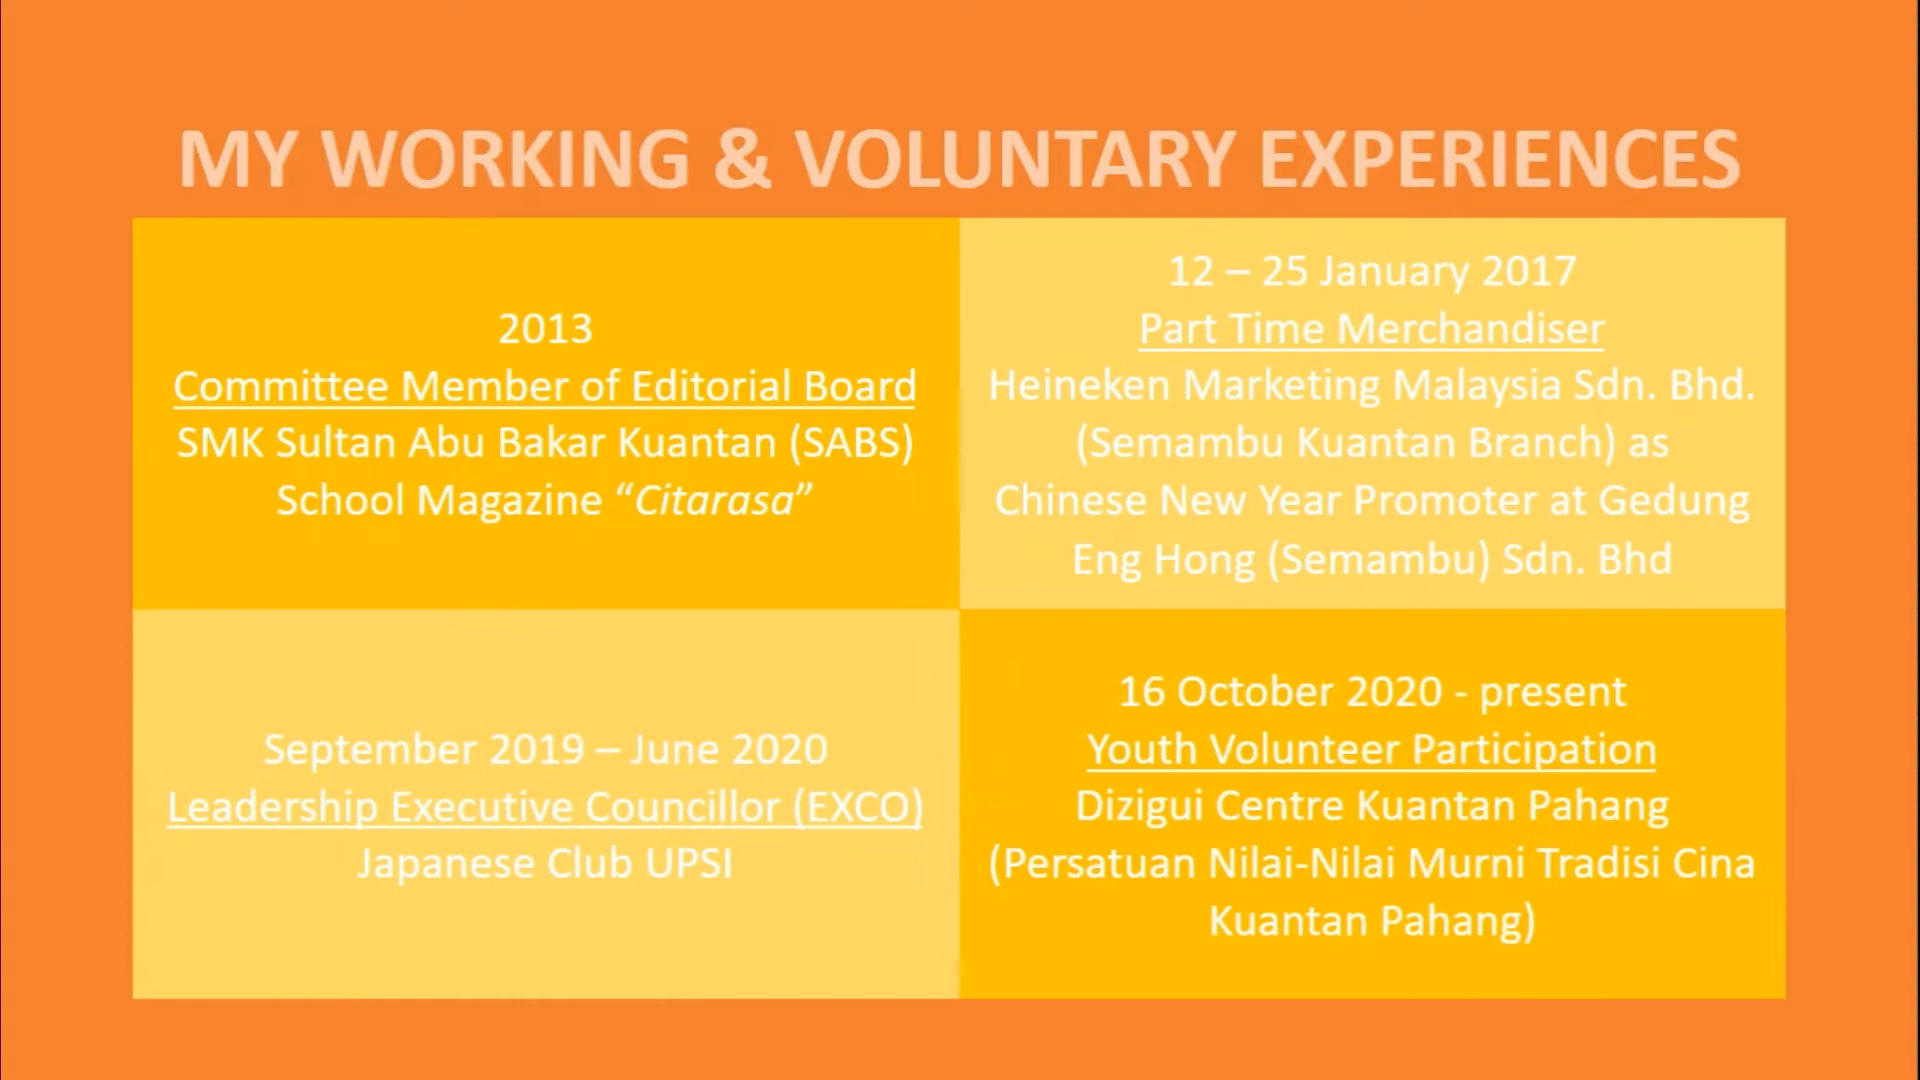 MY WORKING & VOLUNTARY EXPERIENCES
2013
Committee Member of Editorial Board
SMK Sultan Abu Bakar Kuantan (SABS)
School Magazine “Citarasa”
12 – 25 January 2017
Part Time Merchandiser
Heineken Marketing Malaysia Sdn. Bhd.
(Semambu Kuantan Branch) as
Chinese New Year Promoter at Gedung
Eng Hong (Semambu) Sdn. Bhd
September 2019 – June 2020
Leadership Executive Councillor (EXCO)
Japanese Club UPSI
16 October 2020 - present
Youth Volunteer Participation
Dizigui Centre Kuantan Pahang
(Persatuan Nilai-Nilai Murni Tradisi Cina
Kuantan Pahang)